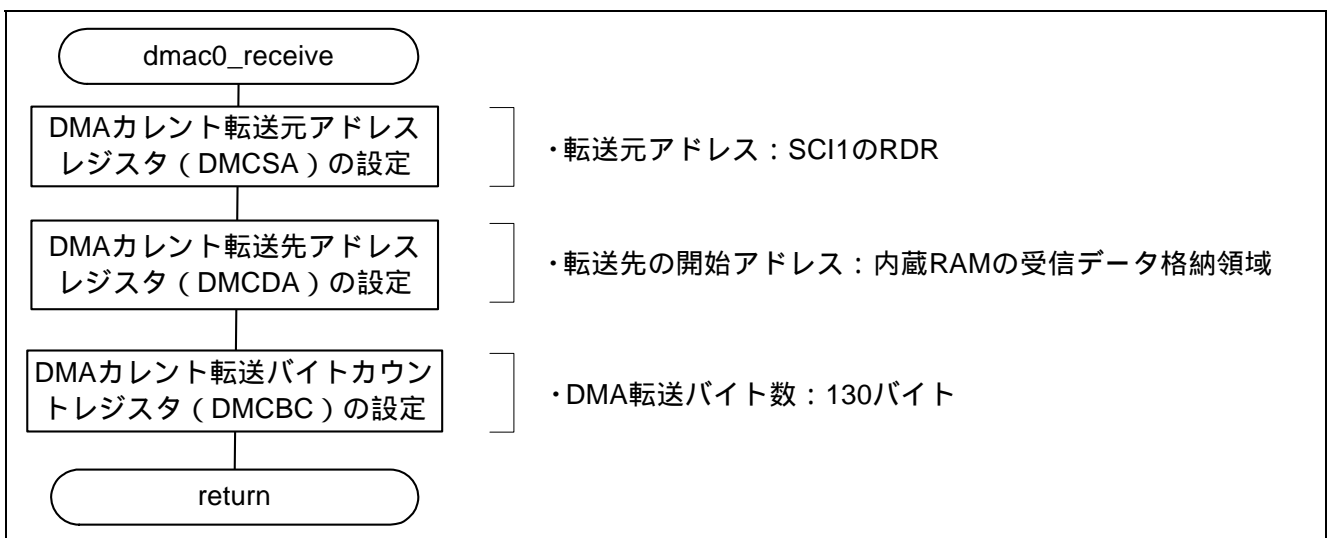 dmac0_receive
DMAカレント転送元アドレス
レジスタ（DMCSA）の設定
・転送元アドレス：SCI1のRDR
DMAカレント転送先アドレス
レジスタ（DMCDA）の設定
・転送先の開始アドレス：内蔵RAMの受信データ格納領域
DMAカレント転送バイトカウン
トレジスタ（DMCBC）の設定
・DMA転送バイト数：130バイト
return